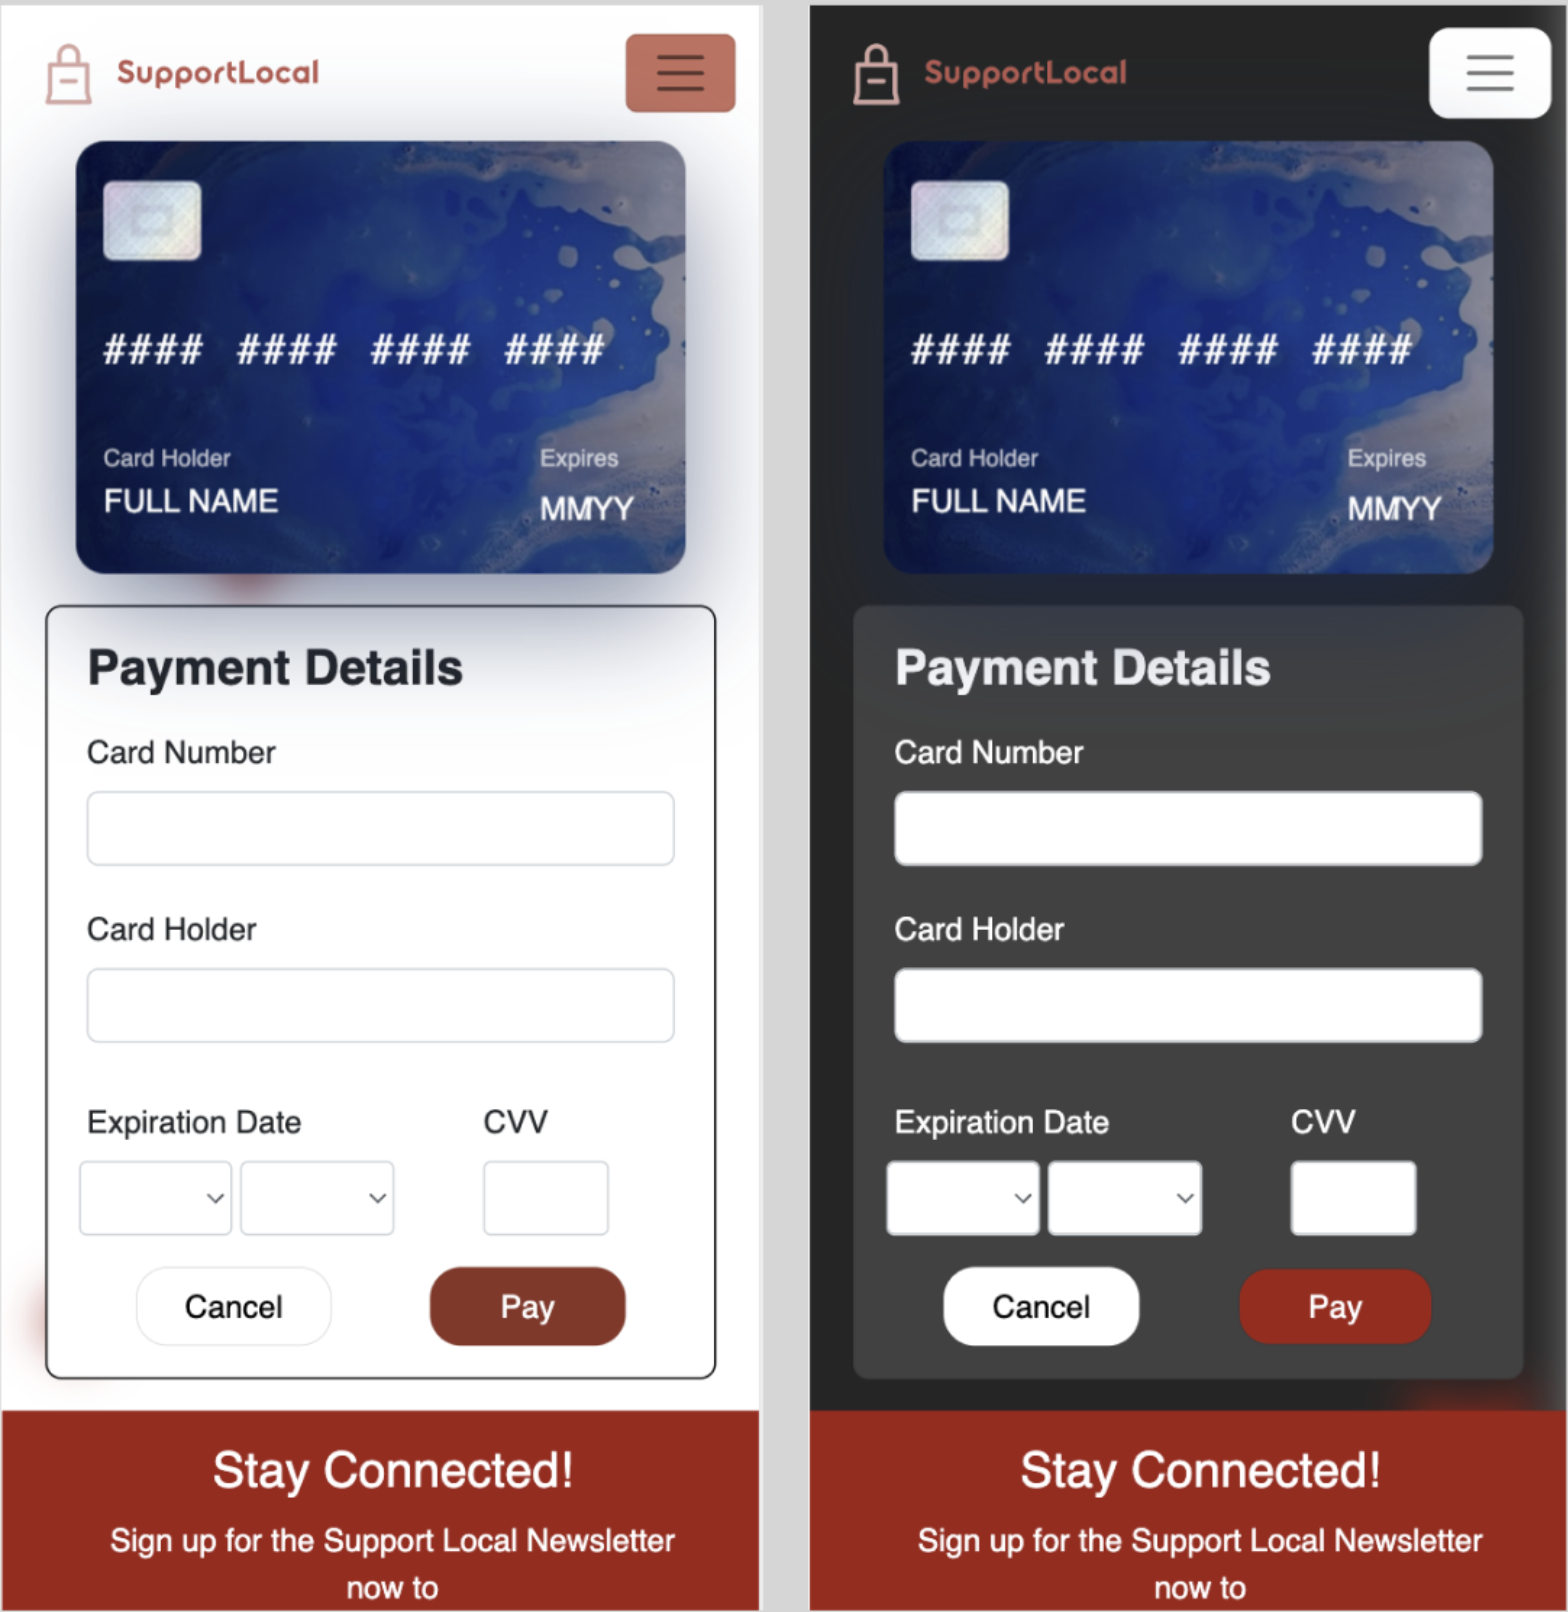 SupportLocal
#### #### #### ####
Card Holder Expires
FULL NAME MMYY
Payment Details
Card Number
Card Holder
Expiration Date CVV
Cancel Pay
Stay Connected!
Sign up for the Support Local Newsletter
now to
SupportLocal
#### #### #### ####
Card Holder Expires
FULL NAME MMYY
Payment Details
Card Number
Card Holder
Expiration Date CVV
Cancel Pay
Stay Connected!
Sign up for the Support Local Newsletter
now to